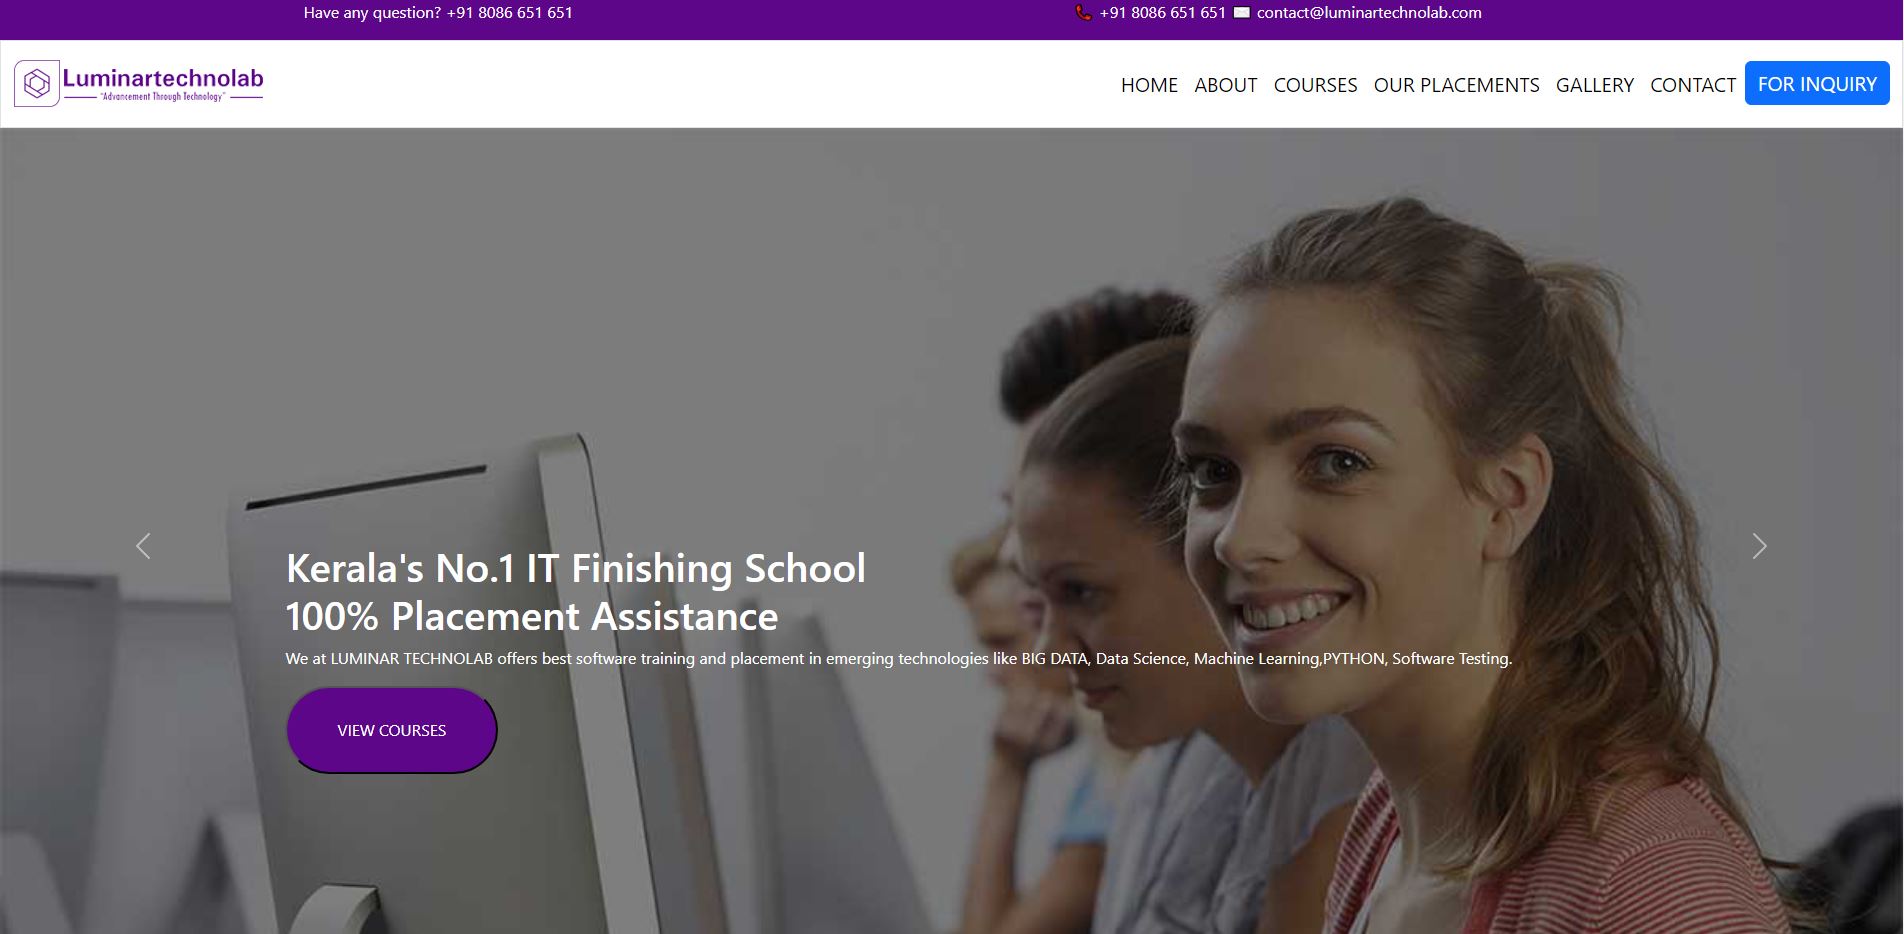 Have any question? +91 8086 651 651
+91 8086 651 651 contact@luminartechnolab.com
Luminartechnolab
"Advancement Through Technology"
HOME ABOUT COURSES OUR PLACEMENTS GALLERY CONTACT FOR INQUIRY
Kerala's No.1 IT Finishing School
100% Placement Assistance
We at LUMINAR TECHNOLAB offers best software training and placement in emerging technologies like BIG DATA, Data Science, Machine Learning,PYTHON, Software Testing.
VIEW COURSES